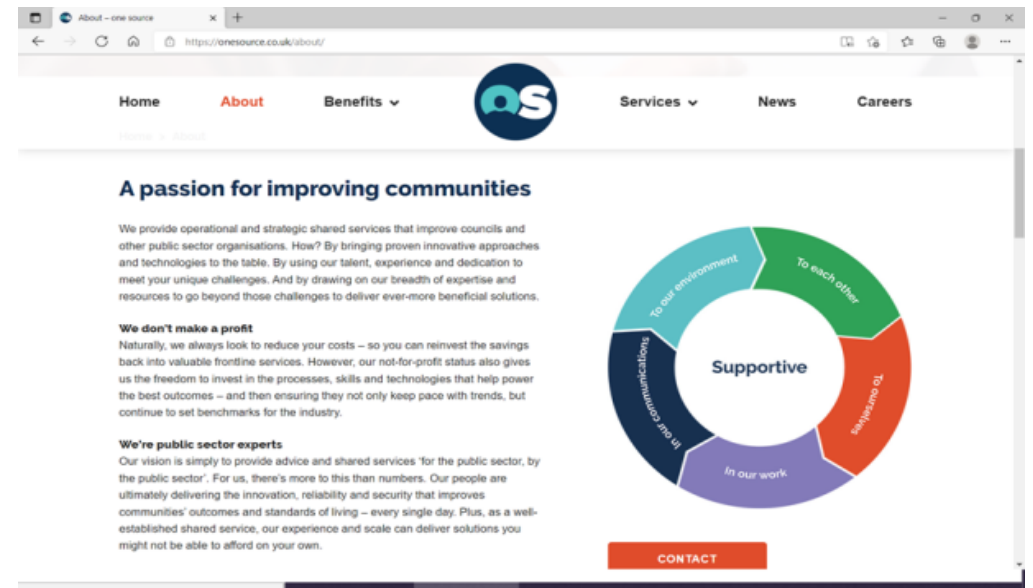 About – one source
https://onesource.co.uk/about/
Home
About
Benefits
os
Services
News
Careers
Home > About
A passion for improving communities
We provide operational and strategic shared services that improve councils and
other public sector organisations. How? By bringing proven innovative approaches
and technologies to the table. By using our talent, experience and dedication to
meet your unique challenges. And by drawing on our breadth of expertise and
resources to go beyond those challenges to deliver ever-more beneficial solutions.
We don't make a profit
Naturally, we always look to reduce your costs – so you can reinvest the savings
back into valuable frontline services. However, our not-for-profit status also gives
us the freedom to invest in the processes, skills and technologies that help power
the best outcomes – and then ensuring they not only keep pace with trends, but
continue to set benchmarks for the industry.
We're public sector experts
Our vision is simply to provide advice and shared services 'for the public sector, by
the public sector'. For us, there's more to this than numbers. Our people are
ultimately delivering the innovation, reliability and security that improves
communities' outcomes and standards of living – every single day. Plus, as a well-
established shared service, our experience and scale can deliver solutions you
might not be able to afford on your own.
To our environment
To each other
To ourselves
In our work
In our communications
Supportive
CONTACT